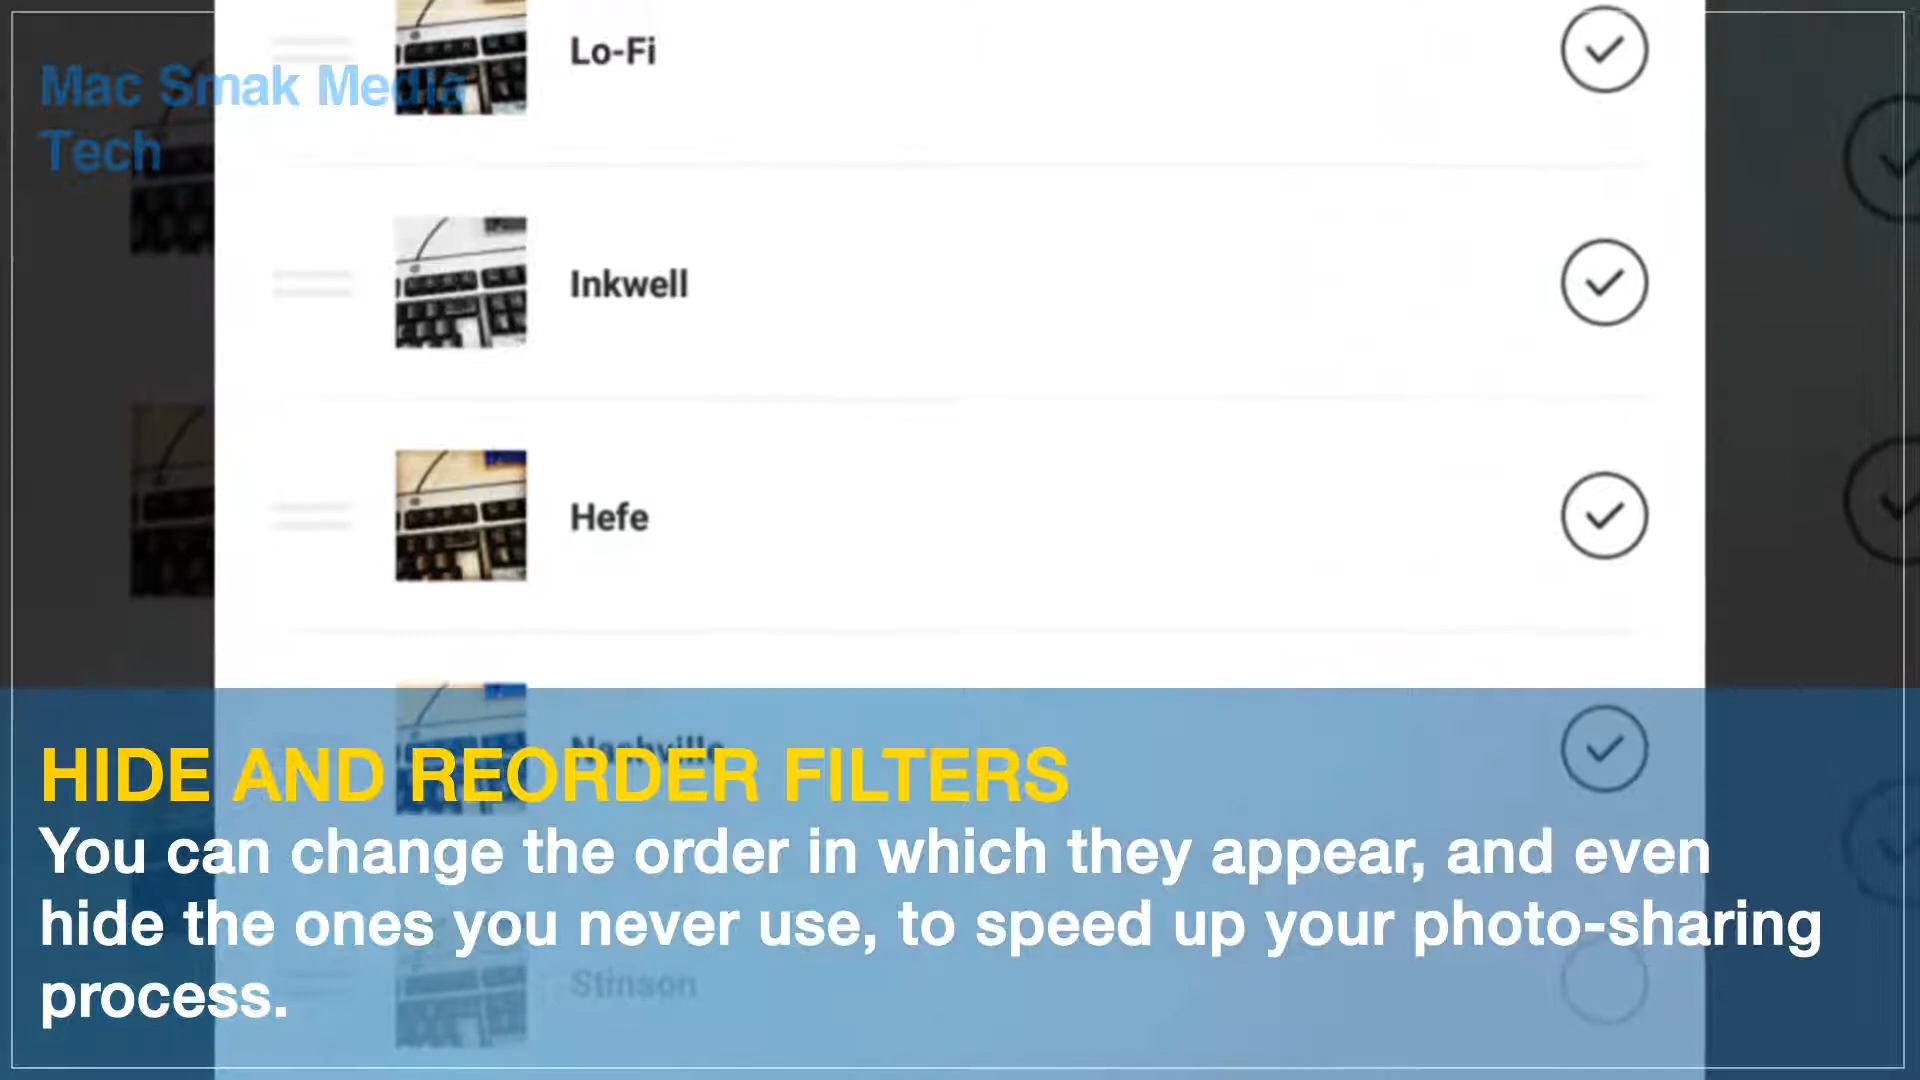 Lo-Fi
Mac Smak Media
Tech
Inkwell
Hefe
Nashville
HIDE AND REORDER FILTERS
You can change the order in which they appear, and even
hide the ones you never use, to speed up your photo-sharing
process.
Stinson